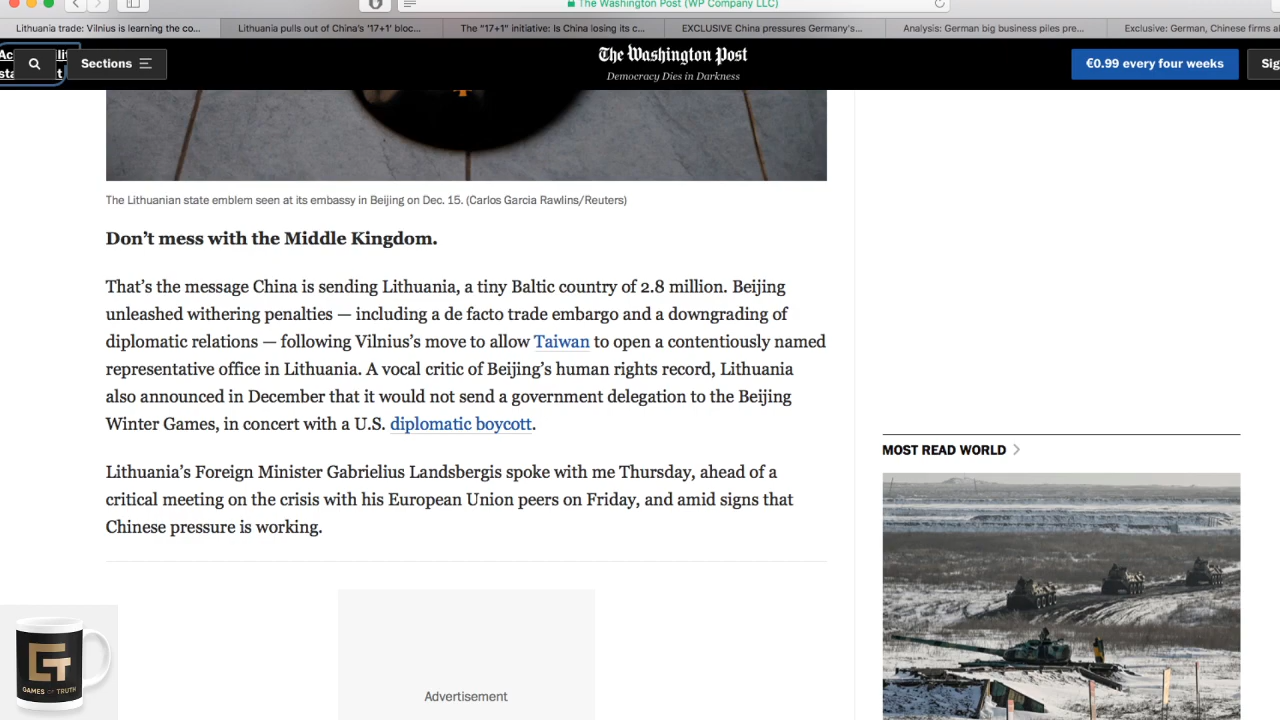 The Washington Post (WP Company LLC)
Lithuania trade: Vilnius is learning the co...
Lithuania pulls out of China's '17+1' bloc...
The "17+1" initiative: Is China losing its c...
EXCLUSIVE China pressures Germany's...
Analysis: German big business piles pre...
Exclusive: German, Chinese firms a
Sections
The Washington Post
Democracy Dies in Darkness
€0.99 every four weeks
Sig
The Lithuanian state emblem seen at its embassy in Beijing on Dec. 15. (Carlos Garcia Rawlins/Reuters)
Don't mess with the Middle Kingdom.
That's the message China is sending Lithuania, a tiny Baltic country of 2.8 million. Beijing
unleashed withering penalties — including a de facto trade embargo and a downgrading of
diplomatic relations — following Vilnius's move to allow Taiwan to open a contentiously named
representative office in Lithuania. A vocal critic of Beijing's human rights record, Lithuania
also announced in December that it would not send a government delegation to the Beijing
Winter Games, in concert with a U.S. diplomatic boycott.
Lithuania's Foreign Minister Gabrielius Landsbergis spoke with me Thursday, ahead of a
critical meeting on the crisis with his European Union peers on Friday, and amid signs that
Chinese pressure is working.
MOST READ WORLD
Advertisement
GT
GAMES OF TRUTH